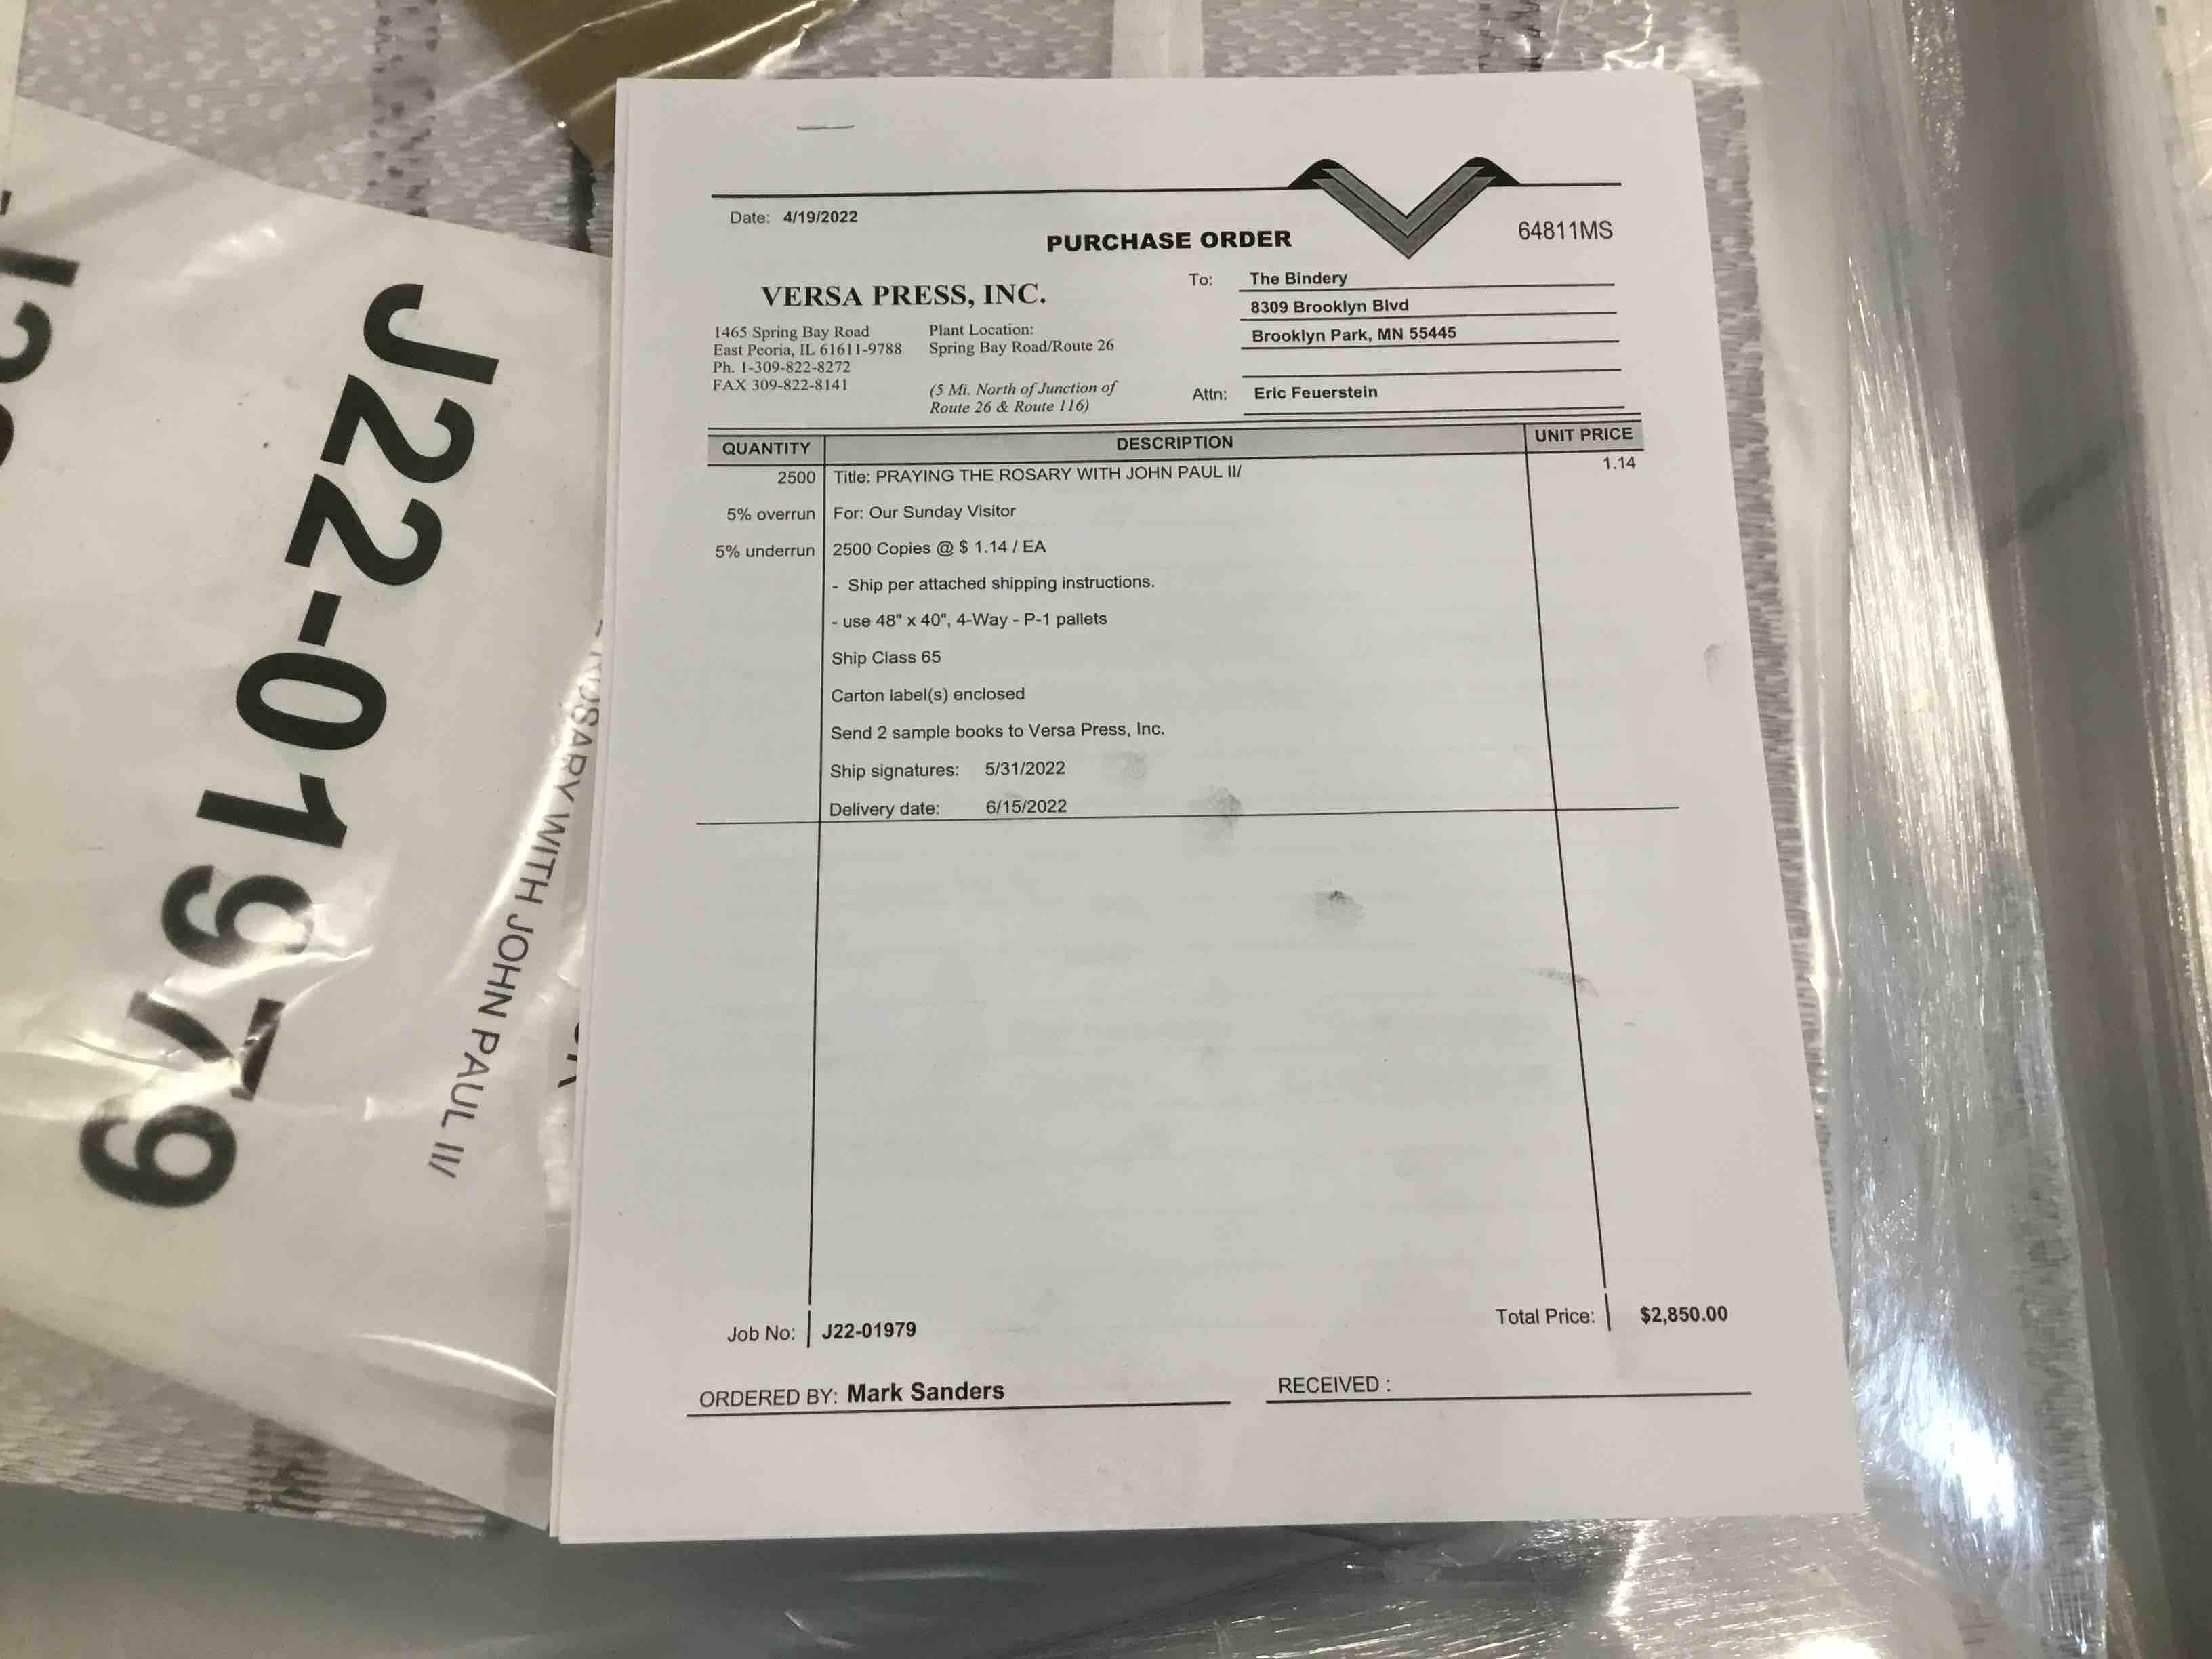 Date: 4/19/2022
PURCHASE ORDER
64811MS
VERSA PRESS, INC.
1465 Spring Bay Road
East Peoria, IL 61611-9788
Ph. 1-309-822-8272
FAX 309-822-8141
Plant Location:
Spring Bay Road/Route 26
(5 Mi. North of Junction of
Route 26 & Route 116)
To: The Bindery
8309 Brooklyn Blvd
Brooklyn Park, MN 55445
Attn: Eric Feuerstein
QUANTITY DESCRIPTION UNIT PRICE
2500 Title: PRAYING THE ROSARY WITH JOHN PAUL II/ 1.14
5% overrun For: Our Sunday Visitor
5% underrun 2500 Copies @ $ 1.14 / EA
- Ship per attached shipping instructions.
- use 48" x 40", 4-Way - P-1 pallets
Ship Class 65
Carton label(s) enclosed
Send 2 sample books to Versa Press, Inc.
Ship signatures: 5/31/2022
Delivery date: 6/15/2022
Job No: J22-01979
Total Price: $2,850.00
ORDERED BY: Mark Sanders
RECEIVED :
J22-01979
ROSARY WITH JOHN PAUL II/